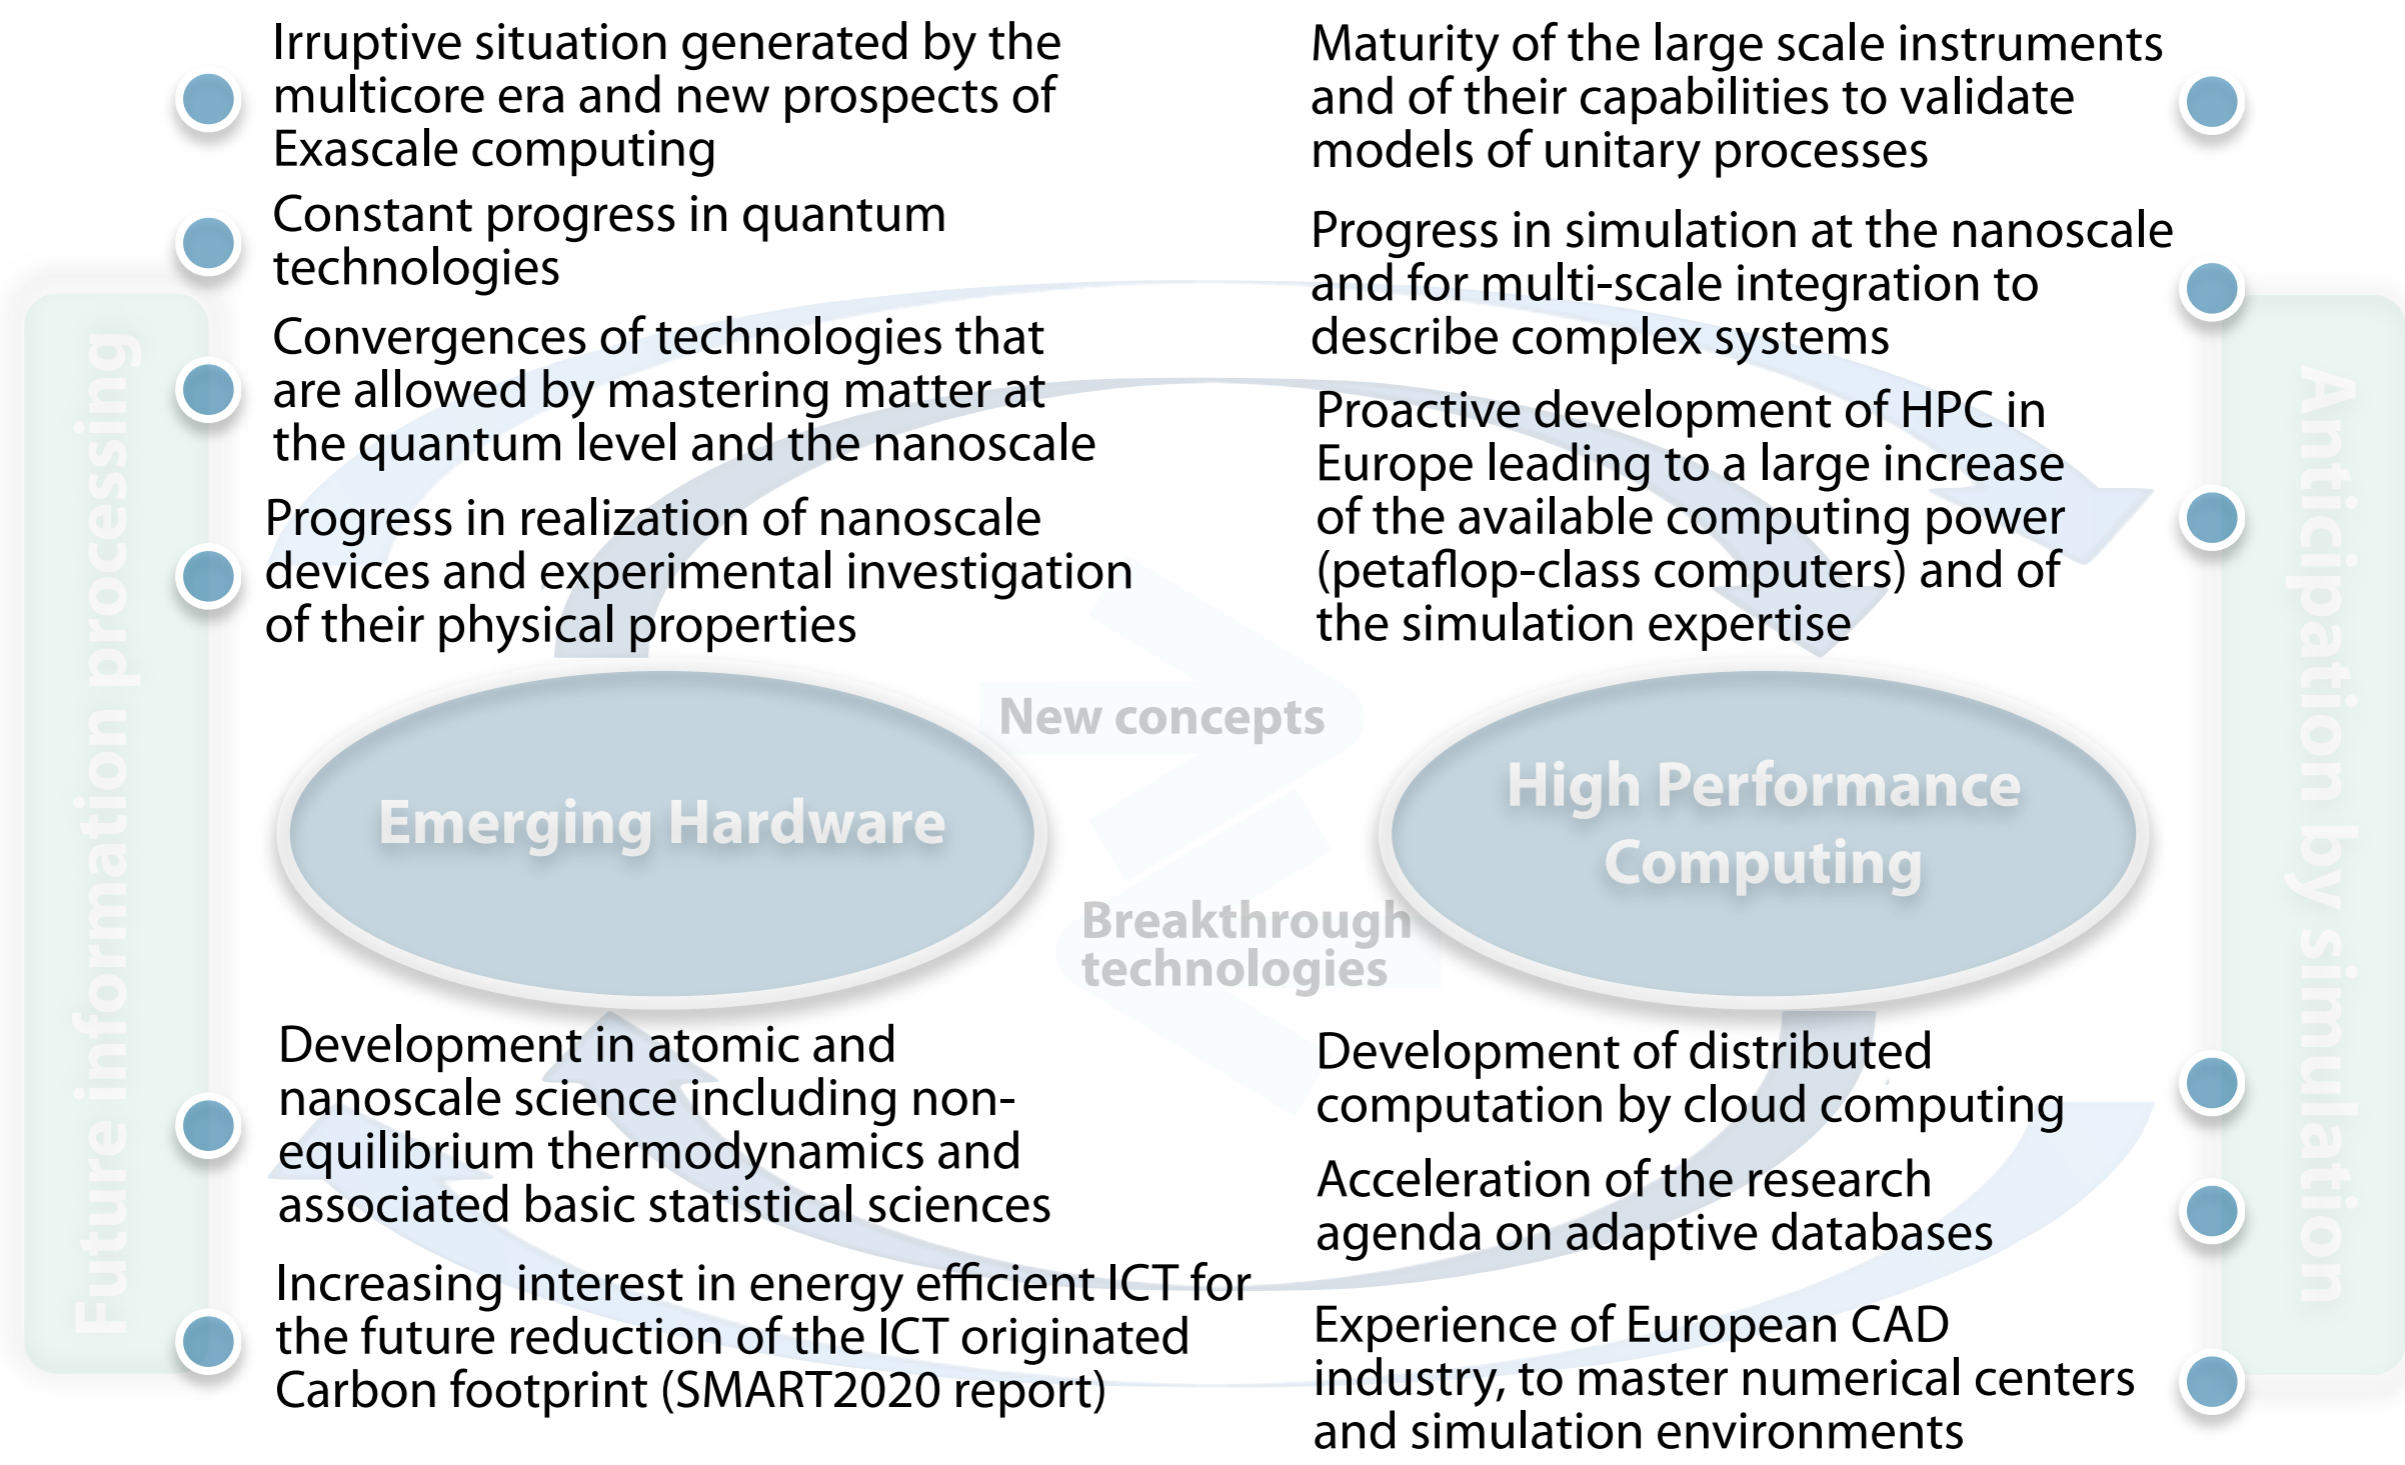 Irruptive situation generated by the
multicore era and new prospects of
Exascale computing
Constant progress in quantum
technologies
Convergences of technologies that
are allowed by mastering matter at
the quantum level and the nanoscale
Progress in realization of nanoscale
devices and experimental investigation
of their physical properties
Maturity of the large scale instruments
and of their capabilities to validate
models of unitary processes
Progress in simulation at the nanoscale
and for multi-scale integration to
describe complex systems
Proactive development of HPC in
Europe leading to a large increase
of the available computing power
(petaflop-class computers) and of
the simulation expertise
Future information processing
Emerging Hardware
New concepts
Breakthrough
technologies
High Performance
Computing
Anticipation by simulation
Development in atomic and
nanoscale science including non-
equilibrium thermodynamics and
associated basic statistical sciences
Increasing interest in energy efficient ICT for
the future reduction of the ICT originated
Carbon footprint (SMART2020 report)
Development of distributed
computation by cloud computing
Acceleration of the research
agenda on adaptive databases
Experience of European CAD
industry, to master numerical centers
and simulation environments